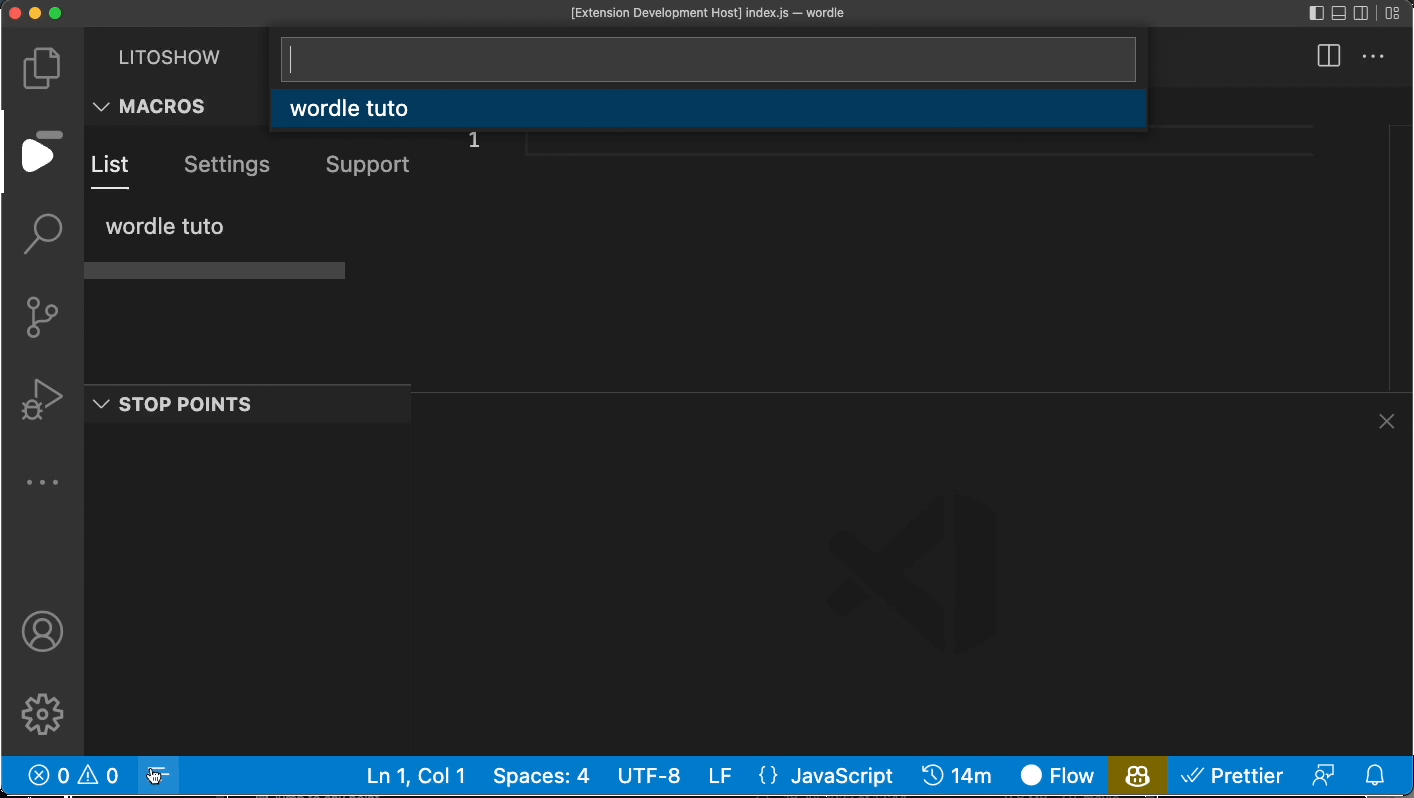 [Extension Development Host] index.js — wordle
LITOSHOW
MACROS
wordle tuto
1
List Settings Support
wordle tuto
STOP POINTS
0 0 Ln 1, Col 1 Spaces: 4 UTF-8 LF {} JavaScript 14m Flow Prettier